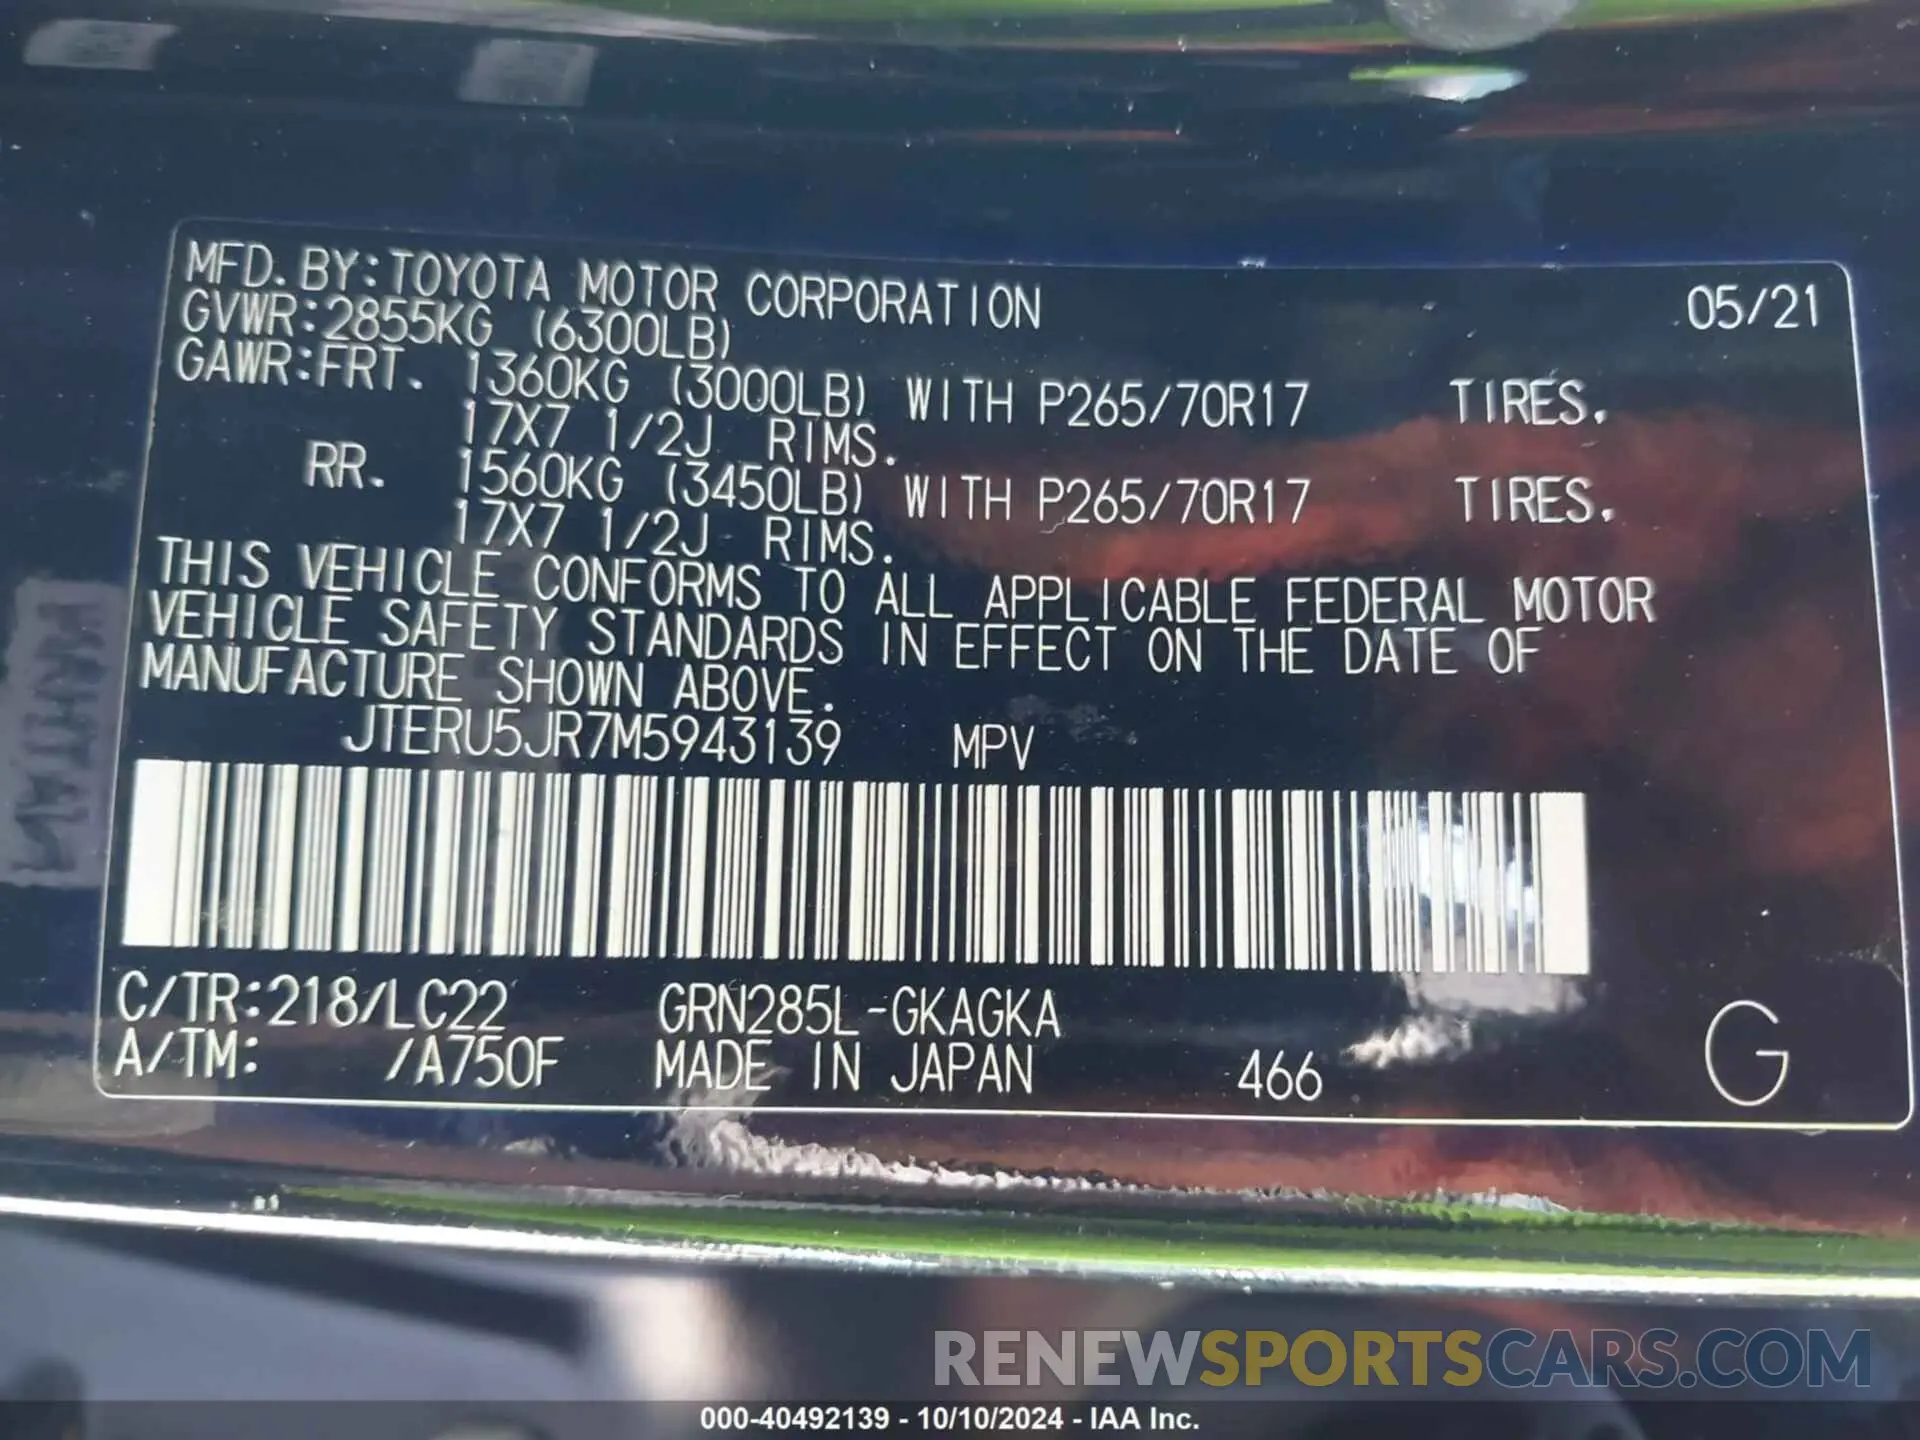 MFD. BY:TOYOTA MOTOR CORPORATION 05/21
GVWR:2855KG (6300LB)
GAWR:FRT. 1360KG (3000LB) WITH P265/70R17 TIRES.
17X7 1/2J RIMS.
RR. 1560KG (3450LB) WITH P265/70R17 TIRES.
17X7 1/2J RIMS.
THIS VEHICLE CONFORMS TO ALL APPLICABLE FEDERAL MOTOR
VEHICLE SAFETY STANDARDS IN EFFECT ON THE DATE OF
MANUFACTURE SHOWN ABOVE.
JTERU5JR7M5943139 MPV
C/TR:218/LC22 GRN285L-GKAGKA
A/TM: /A750F MADE IN JAPAN 466 G
RENEWSPORTSCARS.COM
000-40492139 - 10/10/2024 - IAA Inc.